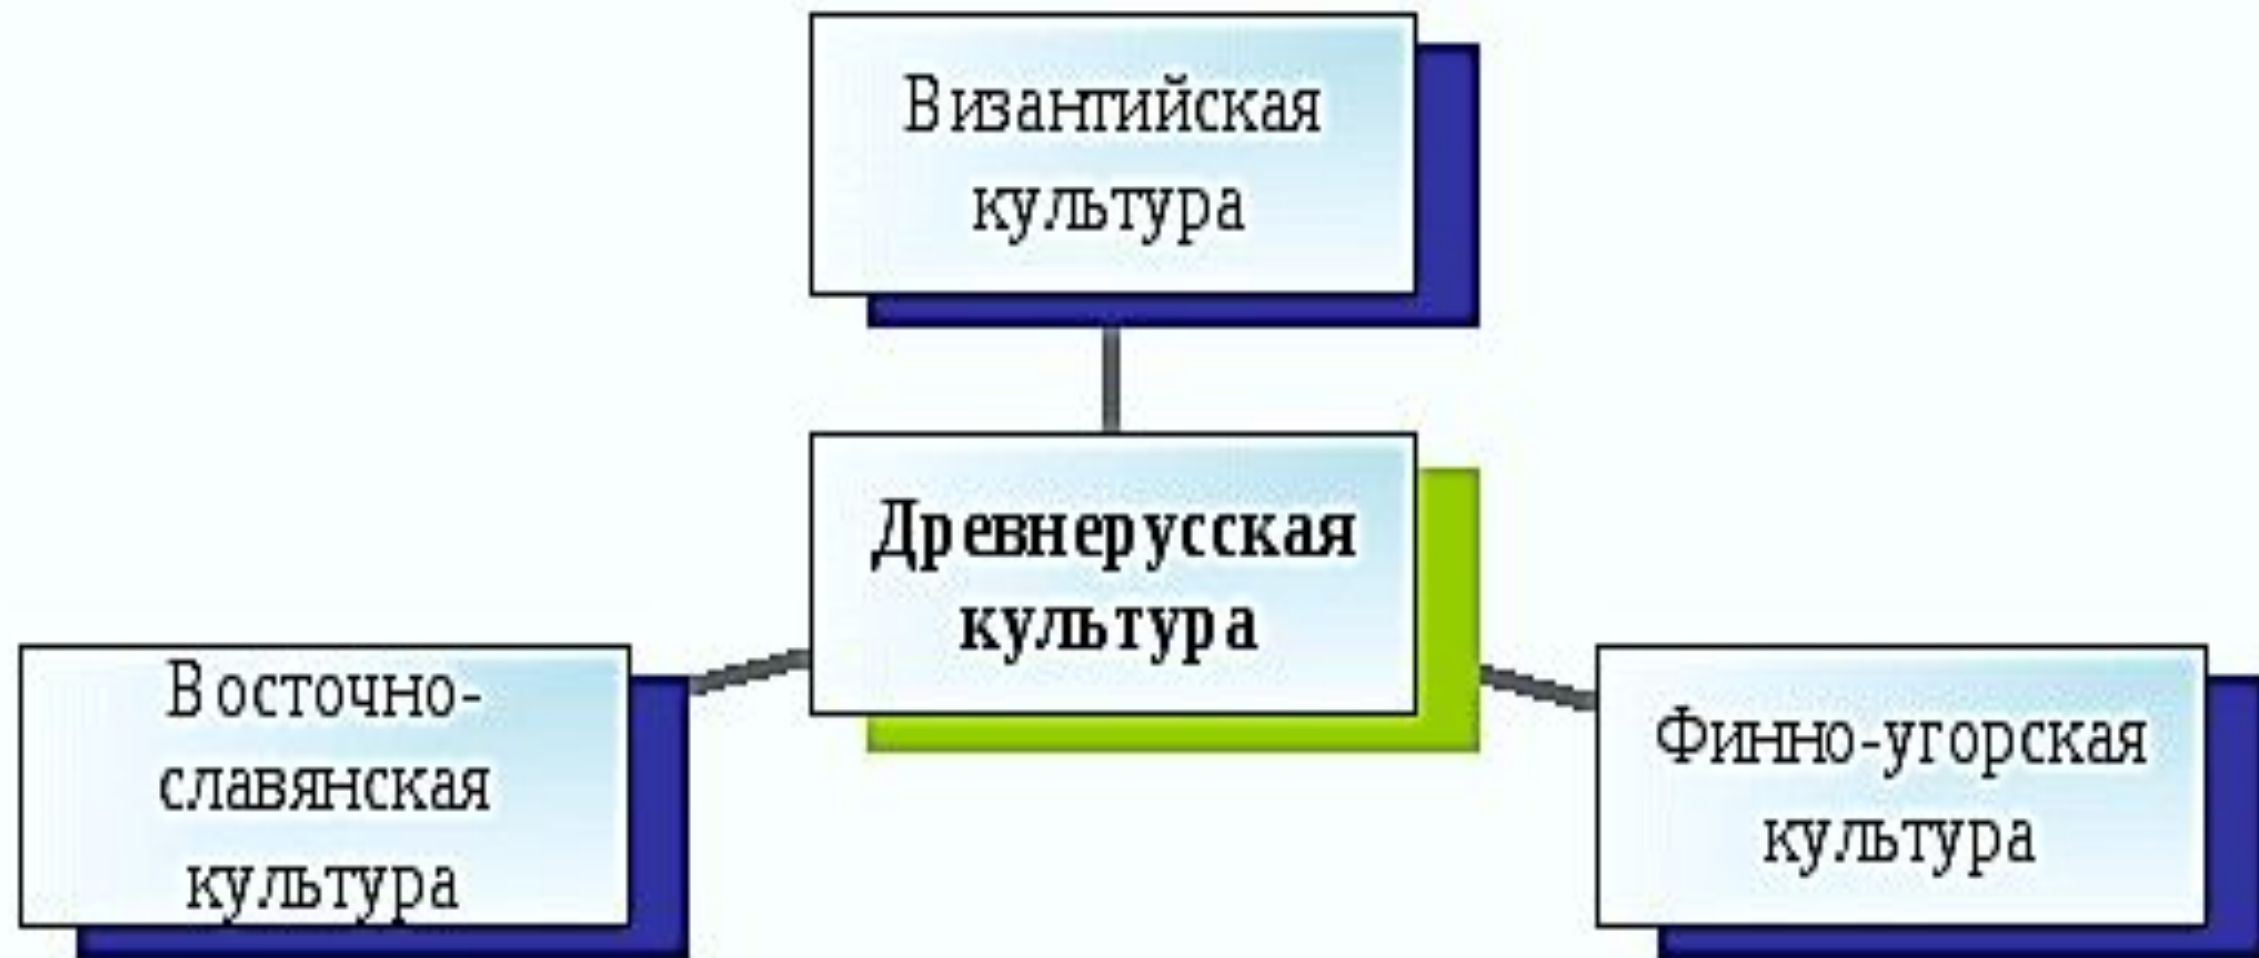 Византийская
культура
Древнерусская
культура
Восточно-
славянская
культура
Финно-угорская
культура